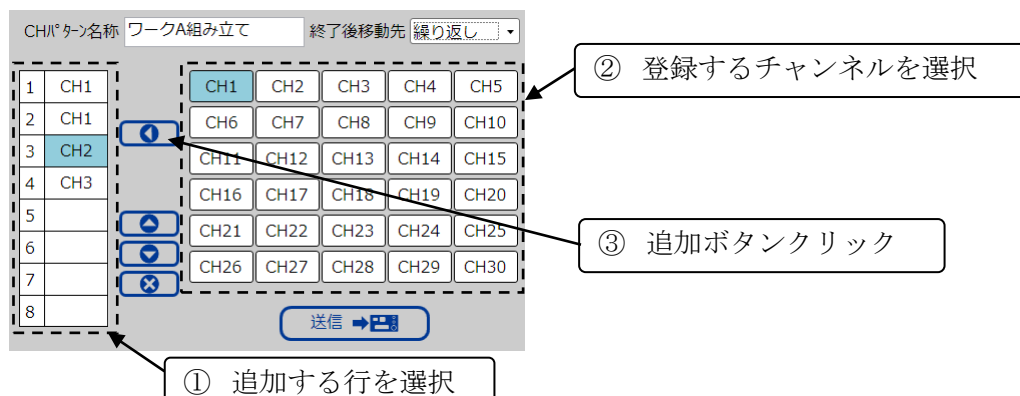 CHﾊﾟﾀｰﾝ名称 ワークA組み立て 終了後移動先 繰り返し
② 登録するチャンネルを選択
1 CH1
2 CH1
3 CH2
4 CH3
5
6
7
8
CH1 CH2 CH3 CH4 CH5
CH6 CH7 CH8 CH9 CH10
CH11 CH12 CH13 CH14 CH15
CH16 CH17 CH18 CH19 CH20
CH21 CH22 CH23 CH24 CH25
CH26 CH27 CH28 CH29 CH30
③ 追加ボタンクリック
送信
① 追加する行を選択